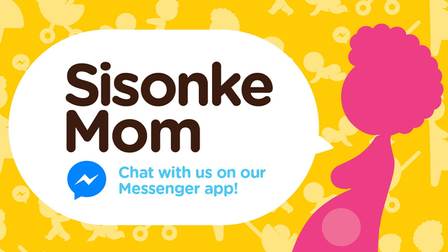 Sisonke
Mom
Chat with us on our
Messenger app!